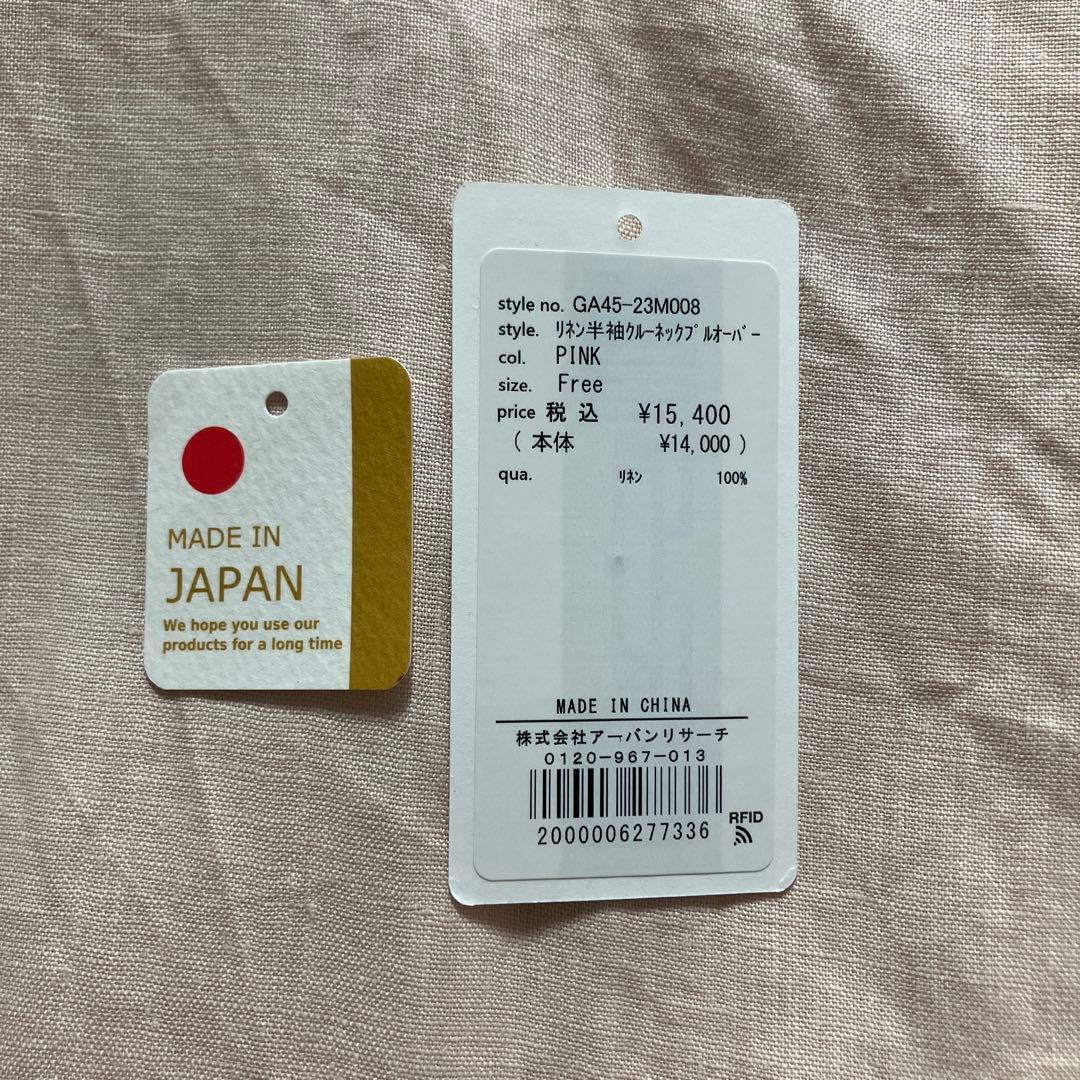 MADE IN
JAPAN
We hope you use our
products for a long time
style no. GA45-23M008
style. ﾘﾈﾝ半袖ｸﾙｰﾈｯｸﾌﾟﾙｵｰﾊﾞｰ
col. PINK
size. Free
price 税込 ¥15,400
( 本体 ¥14,000 )
qua. ﾘﾈﾝ 100%
MADE IN CHINA
株式会社アーバンリサーチ
0120-967-013
RFID
2000006277336